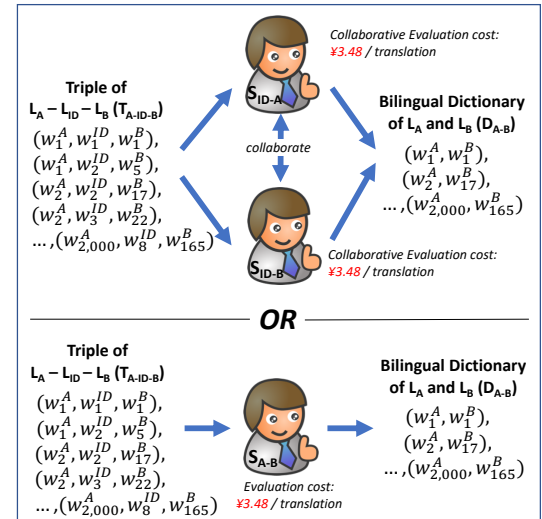 Collaborative Evaluation cost:
¥3.48 / translation
Triple of
L_A – L_ID – L_B (T_A-ID-B)
(w_1^A, w_1^ID, w_1^B),
(w_1^A, w_2^ID, w_5^B),
(w_2^A, w_2^ID, w_17^B),
(w_2^A, w_3^ID, w_22^B),
... ,(w_2,000^A, w_8^ID, w_165^B)
S_ID-A
collaborate
S_ID-B
Bilingual Dictionary
of L_A and L_B (D_A-B)
(w_1^A, w_1^B),
(w_2^A, w_17^B),
... ,(w_2,000^A, w_165^B)
Collaborative Evaluation cost:
¥3.48 / translation
OR
Triple of
L_A – L_ID – L_B (T_A-ID-B)
(w_1^A, w_1^ID, w_1^B),
(w_1^A, w_2^ID, w_5^B),
(w_2^A, w_2^ID, w_17^B),
(w_2^A, w_3^ID, w_22^B),
... ,(w_2,000^A, w_8^ID, w_165^B)
S_A-B
Evaluation cost:
¥3.48 / translation
Bilingual Dictionary
of L_A and L_B (D_A-B)
(w_1^A, w_1^B),
(w_2^A, w_17^B),
... ,(w_2,000^A, w_165^B)